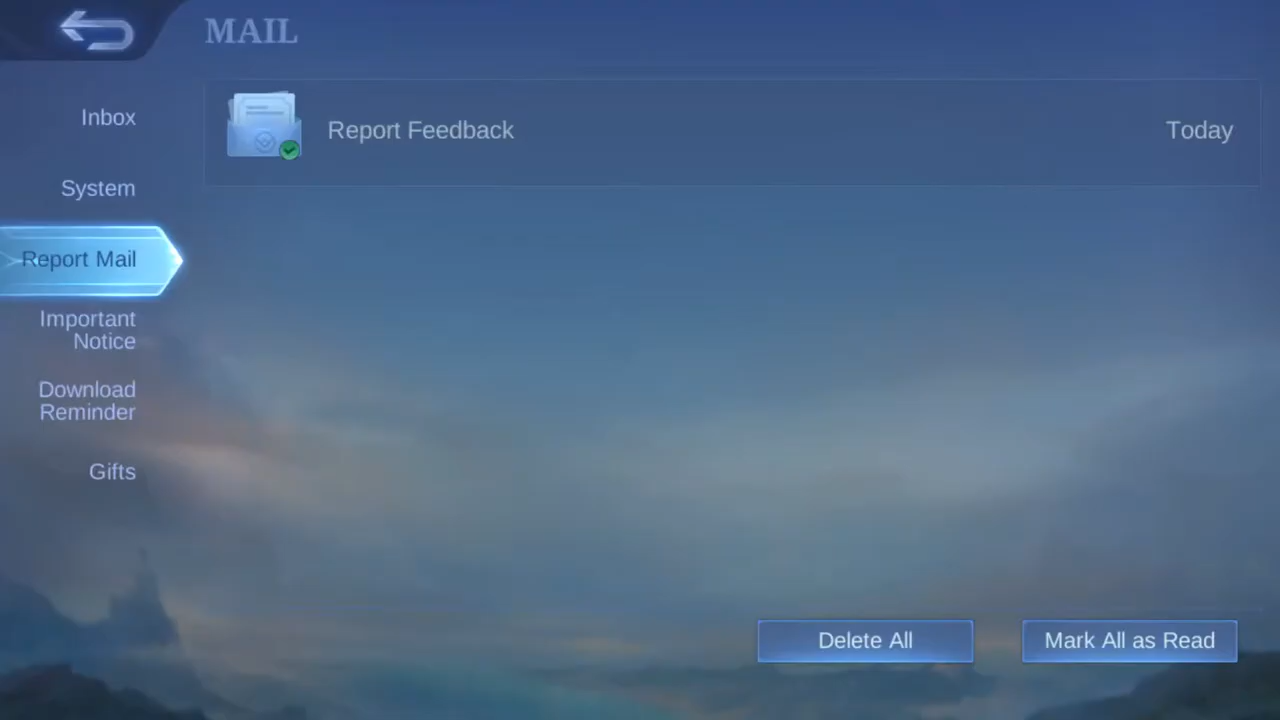 MAIL
Inbox
System
Report Mail
Important
Notice
Download
Reminder
Gifts
Report Feedback
Today
Delete All
Mark All as Read